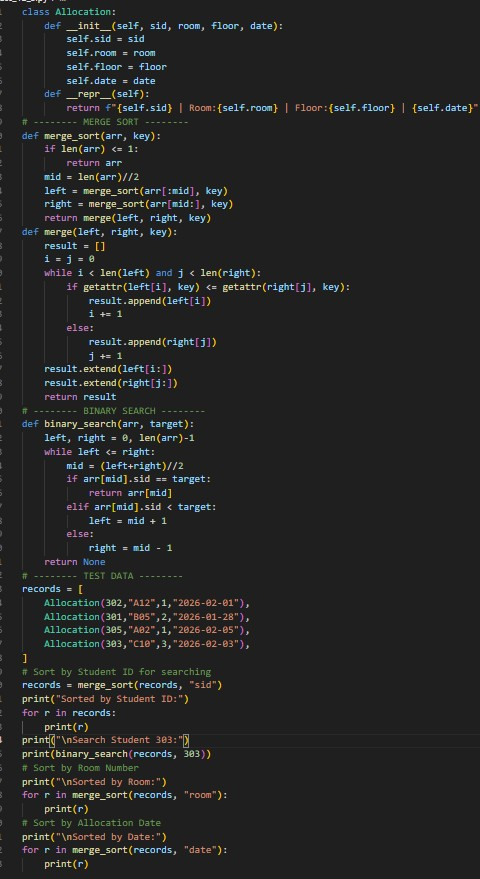 class Allocation:
    def __init__(self, sid, room, floor, date):
        self.sid = sid
        self.room = room
        self.floor = floor
        self.date = date
    def __repr__(self):
        return f"{self.sid} | Room:{self.room} | Floor:{self.floor} | {self.date}"
# -------- MERGE SORT --------
def merge_sort(arr, key):
    if len(arr) <= 1:
        return arr
    mid = len(arr)//2
    left = merge_sort(arr[:mid], key)
    right = merge_sort(arr[mid:], key)
    return merge(left, right, key)
def merge(left, right, key):
    result = []
    i = j = 0
    while i < len(left) and j < len(right):
        if getattr(left[i], key) <= getattr(right[j], key):
            result.append(left[i])
            i += 1
        else:
            result.append(right[j])
            j += 1
    result.extend(left[i:])
    result.extend(right[j:])
    return result
# -------- BINARY SEARCH --------
def binary_search(arr, target):
    left, right = 0, len(arr)-1
    while left <= right:
        mid = (left+right)//2
        if arr[mid].sid == target:
            return arr[mid]
        elif arr[mid].sid < target:
            left = mid + 1
        else:
            right = mid - 1
    return None
# -------- TEST DATA --------
records = [
    Allocation(302,"A12",1,"2026-02-01"),
    Allocation(301,"B05",2,"2026-01-28"),
    Allocation(305,"A02",1,"2026-02-05"),
    Allocation(303,"C10",3,"2026-02-03"),
]
# Sort by Student ID for searching
records = merge_sort(records, "sid")
print("Sorted by Student ID:")
for r in records:
    print(r)
print("\nSearch Student 303:")
print(binary_search(records, 303))
# Sort by Room Number
print("\nSorted by Room:")
for r in merge_sort(records, "room"):
    print(r)
# Sort by Allocation Date
print("\nSorted by Date:")
for r in merge_sort(records, "date"):
    print(r)